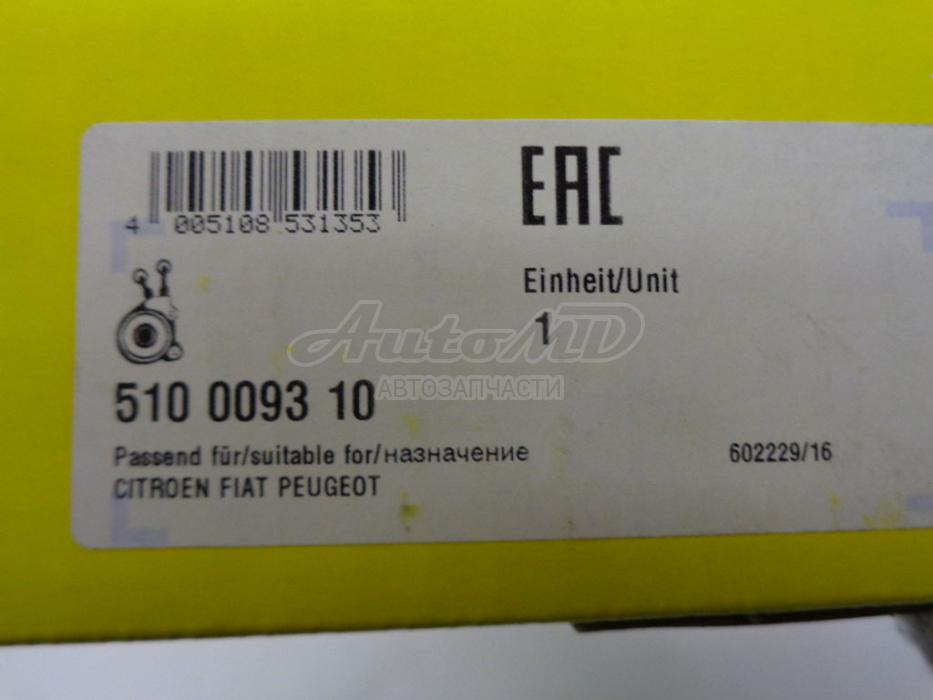 4 005108 531353
EAC
Einheit/Unit
1
AutoMD
АВТОЗАПЧАСТИ
510 0093 10
Passend für/suitable for/назначение
602229/16
CITROEN FIAT PEUGEOT